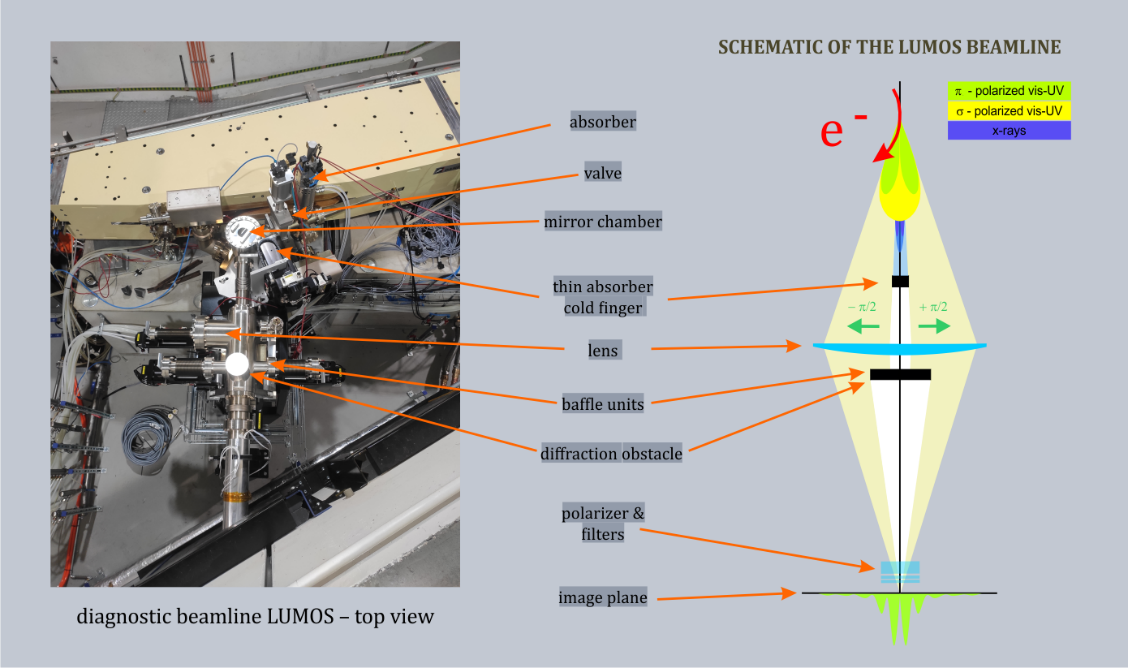 SCHEMATIC OF THE LUMOS BEAMLINE
π - polarized vis-UV
σ - polarized vis-UV
x-rays
e-
absorber
valve
mirror chamber
thin absorber
cold finger
− π/2
+ π/2
lens
baffle units
diffraction obstacle
polarizer &
filters
image plane
diagnostic beamline LUMOS – top view